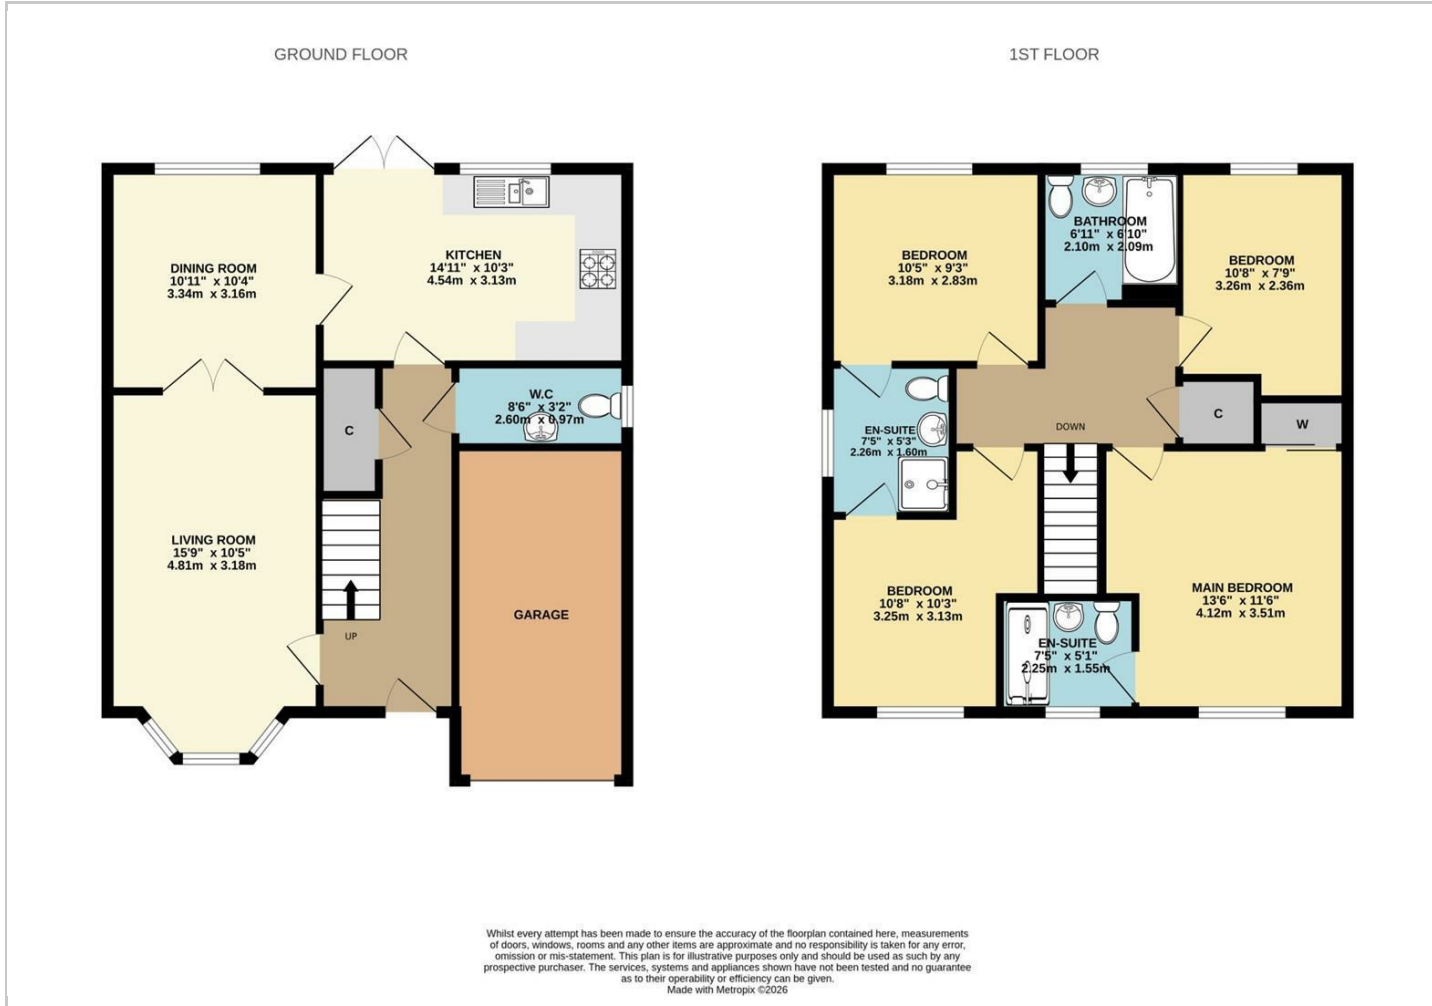 GROUND FLOOR
DINING ROOM
10'11" x 10'4"
3.34m x 3.16m
KITCHEN
14'11" x 10'3"
4.54m x 3.13m
W.C
8'6" x 3'2"
2.60m x 0.97m
C
LIVING ROOM
15'9" x 10'5"
4.81m x 3.18m
UP
GARAGE
1ST FLOOR
BEDROOM
10'5" x 9'3"
3.18m x 2.83m
BATHROOM
6'11" x 6'10"
2.10m x 2.09m
BEDROOM
10'8" x 7'9"
3.26m x 2.36m
EN-SUITE
7'5" x 5'3"
2.26m x 1.60m
DOWN
C
W
BEDROOM
10'8" x 10'3"
3.25m x 3.13m
EN-SUITE
7'5" x 5'1"
2.25m x 1.55m
MAIN BEDROOM
13'6" x 11'6"
4.12m x 3.51m
Whilst every attempt has been made to ensure the accuracy of the floorplan contained here, measurements
of doors, windows, rooms and any other items are approximate and no responsibility is taken for any error,
omission or mis-statement. This plan is for illustrative purposes only and should be used as such by any
prospective purchaser. The services, systems and appliances shown have not been tested and no guarantee
as to their operability or efficiency can be given.
Made with Metropix ©2026